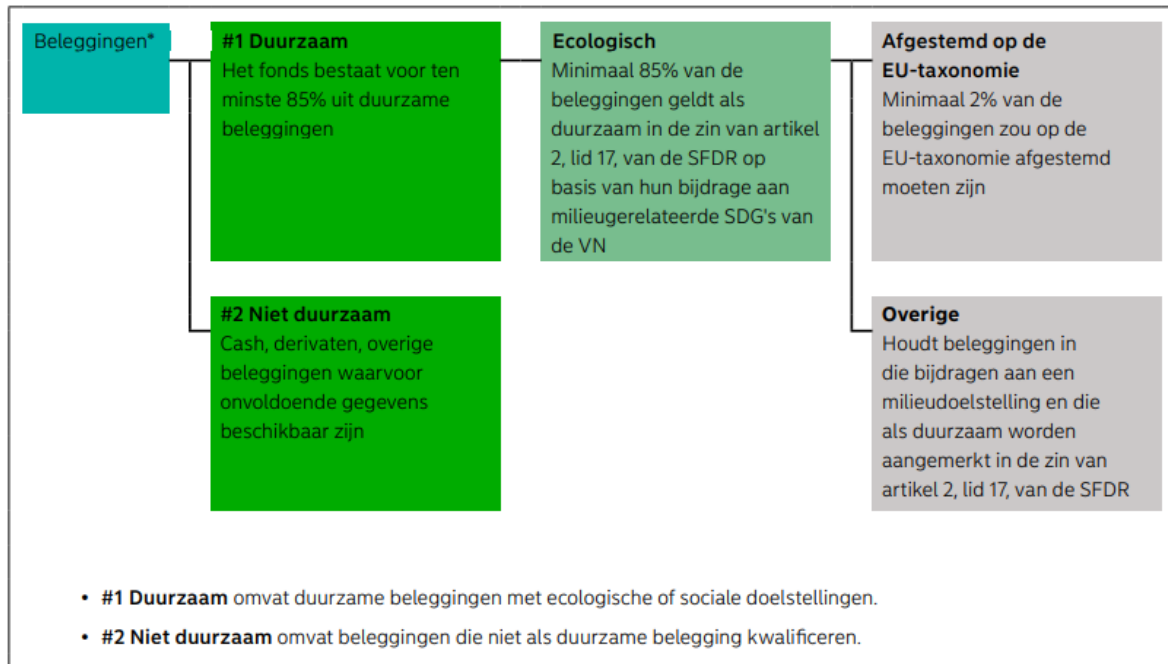 Beleggingen*
#1 Duurzaam
Het fonds bestaat voor ten
minste 85% uit duurzame
beleggingen
Ecologisch
Minimaal 85% van de
beleggingen geldt als
duurzaam in de zin van artikel
2, lid 17, van de SFDR op
basis van hun bijdrage aan
milieugerelateerde SDG's van
de VN
Afgestemd op de
EU-taxonomie
Minimaal 2% van de
beleggingen zou op de
EU-taxonomie afgestemd
moeten zijn
#2 Niet duurzaam
Cash, derivaten, overige
beleggingen waarvoor
onvoldoende gegevens
beschikbaar zijn
Overige
Houdt beleggingen in
die bijdragen aan een
milieudoelstelling en die
als duurzaam worden
aangemerkt in de zin van
artikel 2, lid 17, van de SFDR
• #1 Duurzaam omvat duurzame beleggingen met ecologische of sociale doelstellingen.
• #2 Niet duurzaam omvat beleggingen die niet als duurzame belegging kwalificeren.